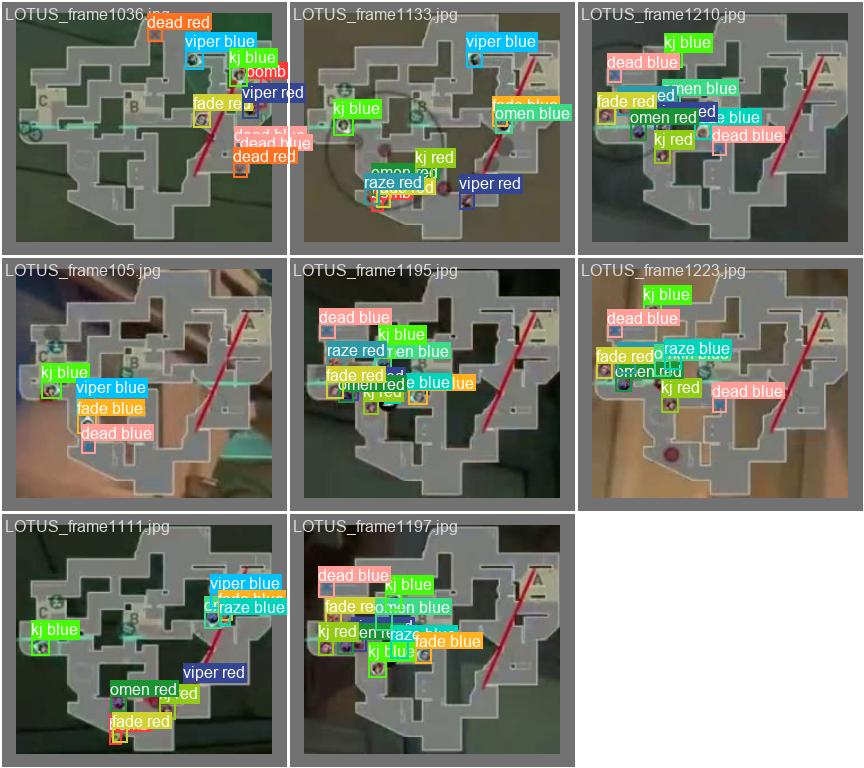 LOTUS_frame1036.jpg
dead red
viper blue
kj blue
bomb
viper red
fade red
dead blue
dead blue
dead red
A
B
C
LOTUS_frame1133.jpg
viper blue
A
kj blue
fade blue
omen blue
B
C
kj red
omen red
raze red
fade red
bomb
viper red
LOTUS_frame1210.jpg
kj blue
dead blue
A
omen blue
fade red
omen red
raze blue
dead blue
kj red
LOTUS_frame105.jpg
A
C
B
kj blue
viper blue
fade blue
dead blue
LOTUS_frame1195.jpg
dead blue
A
kj blue
raze red
omen blue
fade red
omen red
kj red
LOTUS_frame1223.jpg
kj blue
dead blue
A
raze blue
fade red
omen red
kj red
dead blue
LOTUS_frame1111.jpg
A
viper blue
fade blue
raze blue
C
B
kj blue
viper red
omen red
kj red
fade red
LOTUS_frame1197.jpg
dead blue
A
kj blue
fade red
omen blue
kj red
raze blue
fade blue
kj blue